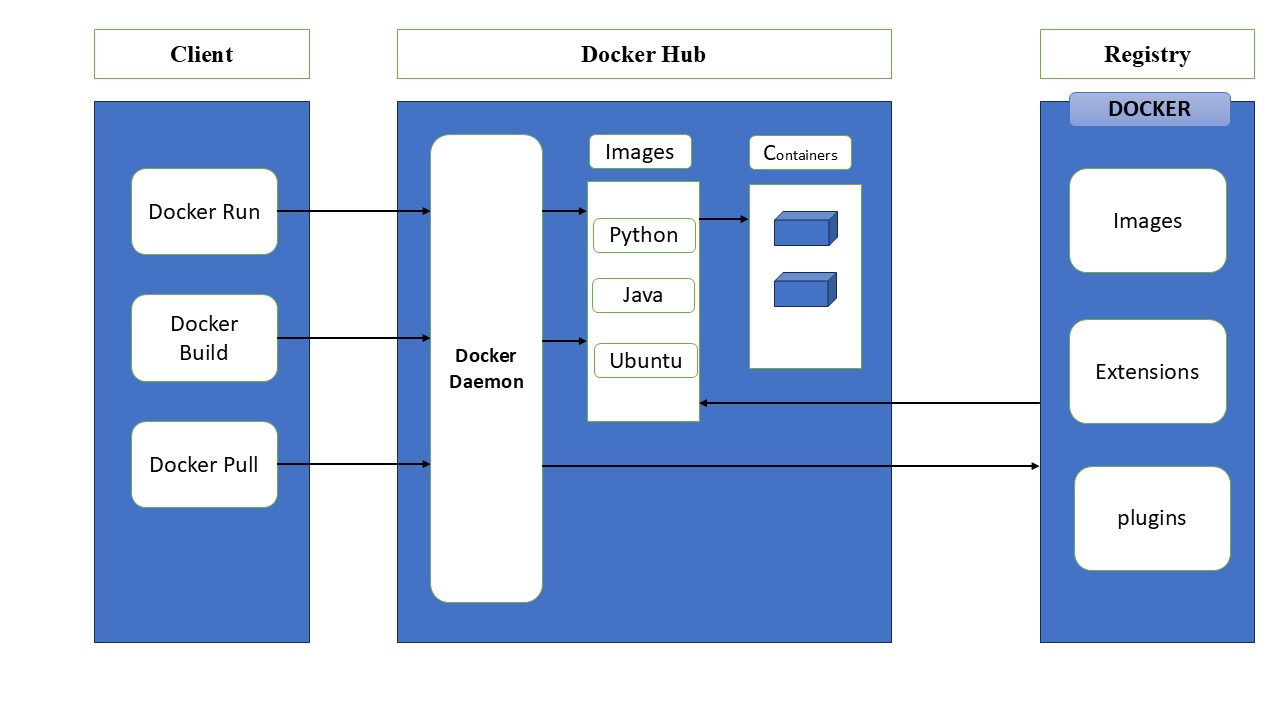 Client
Docker Hub
Registry
DOCKER
Docker Run
Docker
Build
Docker Pull
Docker
Daemon
Images
Python
Java
Ubuntu
Containers
Images
Extensions
plugins